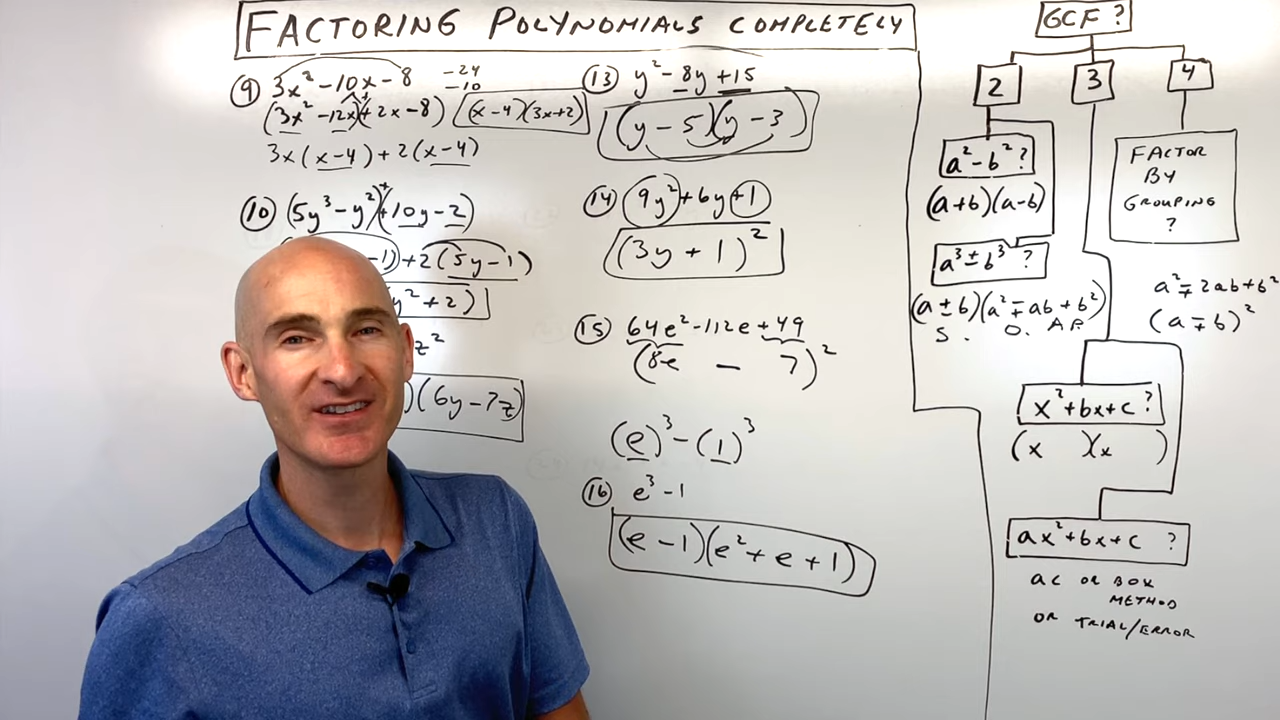 FACTORING POLYNOMIALS COMPLETELY
⑨ 3x² -10x -8 -24
-10
(3x² -12x)+(2x-8) (x-4)(3x+2)
3x(x-4)+2(x-4)
⑩ (5y³-y²)+(10y-2)
-1)+2(5y-1)
y²+2)
z²
)(6y-7z)
⑬ y²-8y+15
(y-5)(y-3)
⑭ 9y²+6y+1
(3y+1)²
⑮ 64e²-112e+49
(8e - 7)²
(e)³-(1)³
⑯ e³-1
(e-1)(e²+e+1)
GCF?
2 3 4
a²-b²?
(a+b)(a-b)
a³±b³?
(a±b)(a²∓ab+b²)
S. O. AP
FACTOR
BY
GROUPING
?
a²∓2ab+b²
(a∓b)²
x²+bx+c?
(x )(x )
ax²+bx+c ?
ac OR BOX
METHOD
OR TRIAL/ERROR